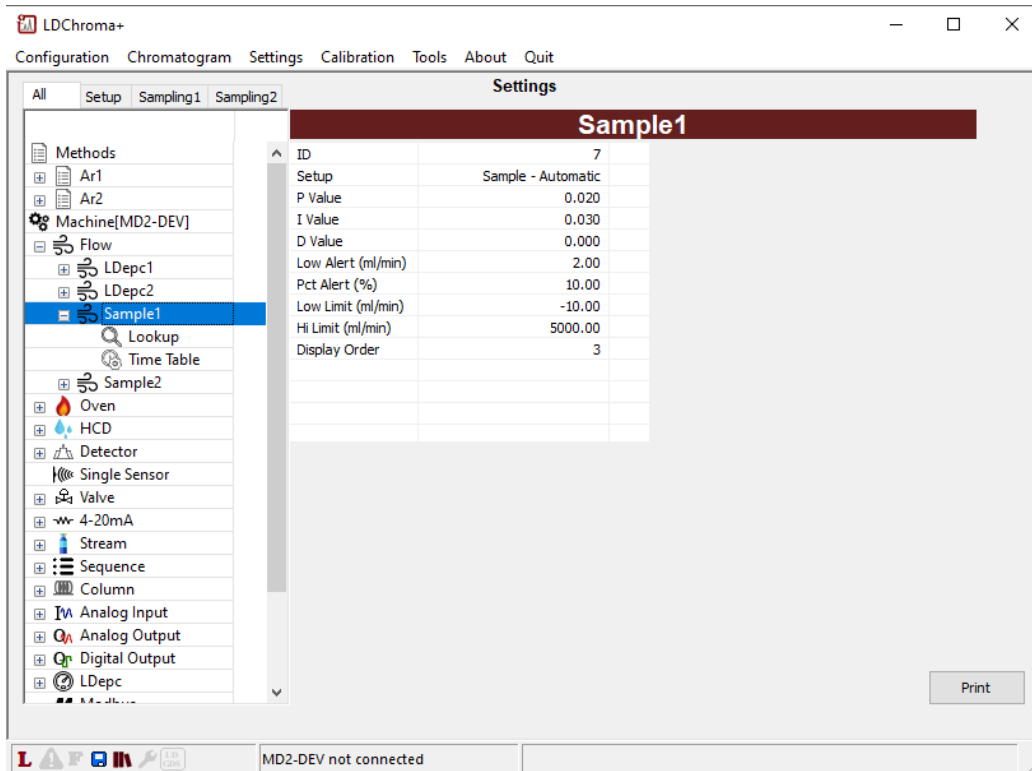 LDChroma+
Configuration Chromatogram Settings Calibration Tools About Quit
All Setup Sampling1 Sampling2
Settings
Sample1
Methods
Ar1
Ar2
Machine[MD2-DEV]
Flow
LDepc1
LDepc2
Sample1
Lookup
Time Table
Sample2
Oven
HCD
Detector
Single Sensor
Valve
4-20mA
Stream
Sequence
Column
Analog Input
Analog Output
Digital Output
LDepc
Modbus
ID 7
Setup Sample - Automatic
P Value 0.020
I Value 0.030
D Value 0.000
Low Alert (ml/min) 2.00
Pct Alert (%) 10.00
Low Limit (ml/min) -10.00
Hi Limit (ml/min) 5000.00
Display Order 3
Print
L F LD GDS
MD2-DEV not connected